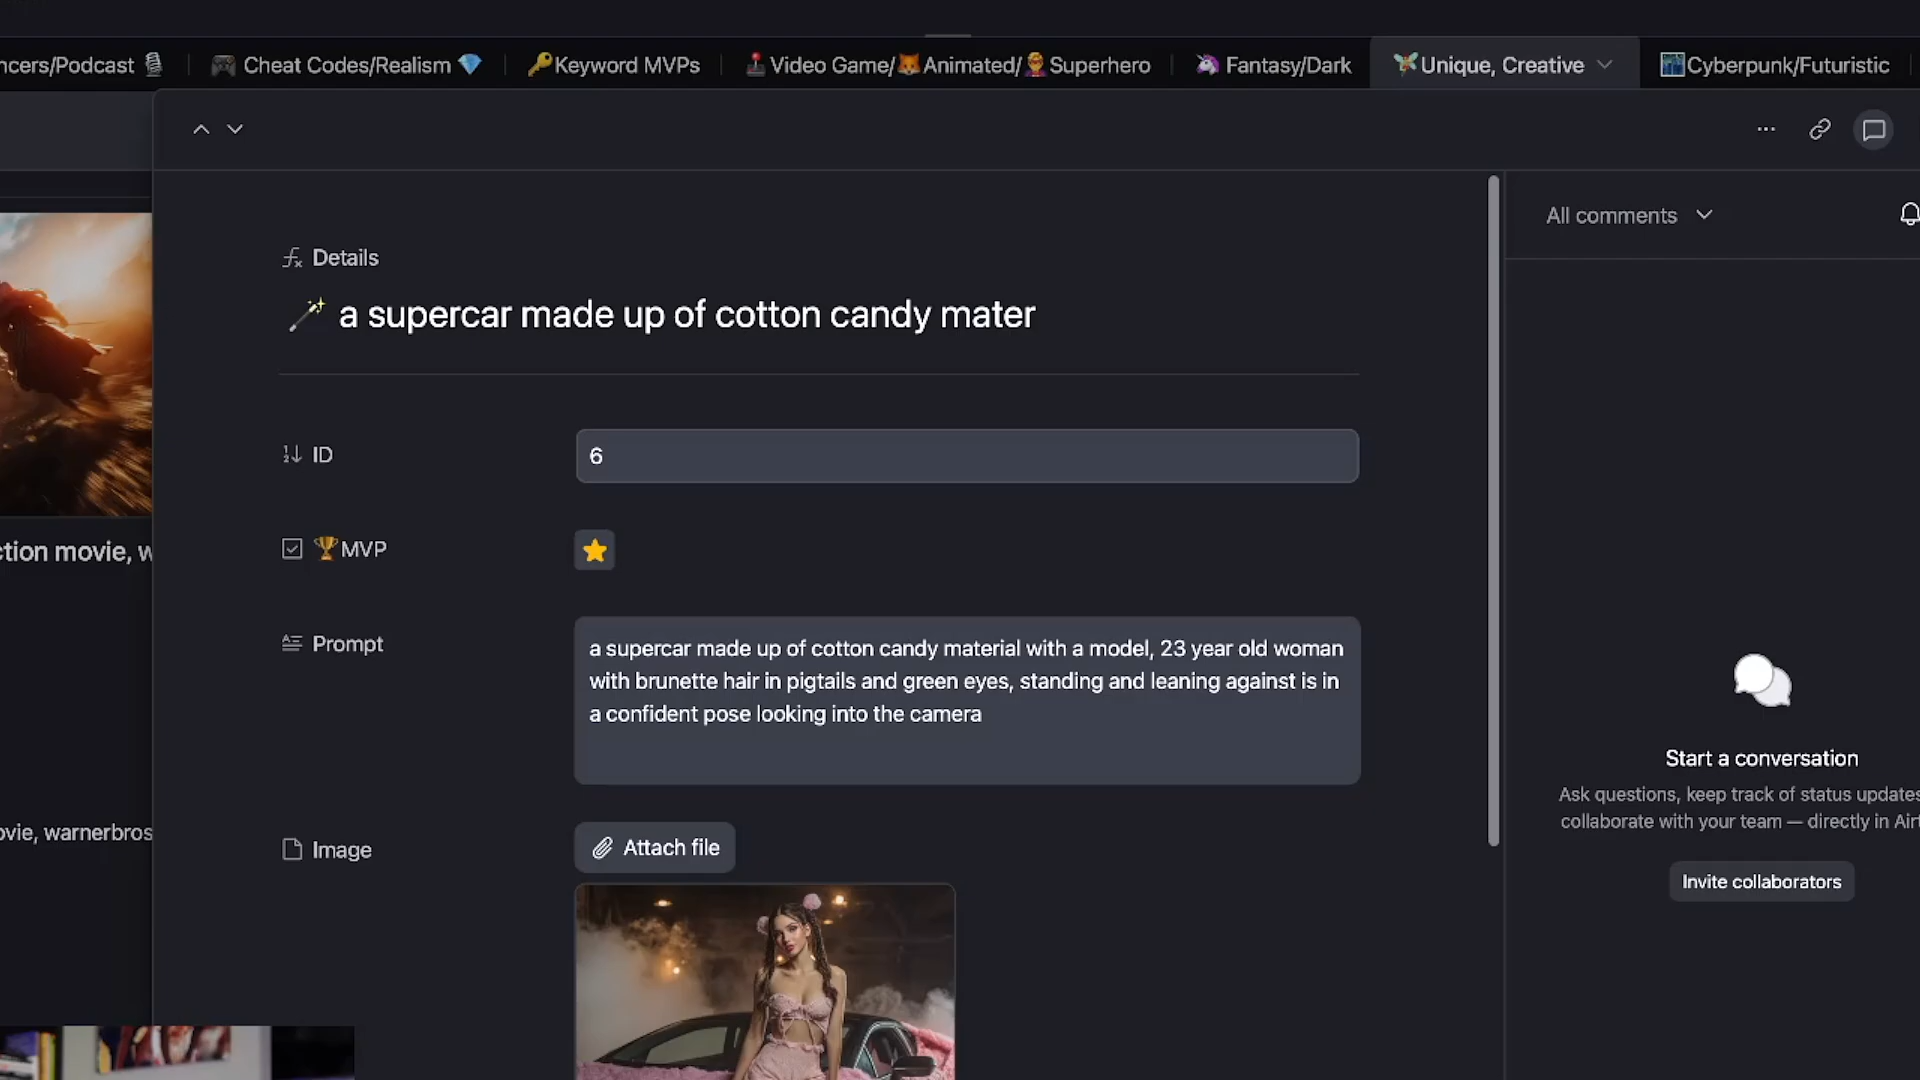 ncers/Podcast
Cheat Codes/Realism
Keyword MVPs
Video Game/Animated/Superhero
Fantasy/Dark
Unique, Creative
Cyberpunk/Futuristic
All comments
Details
a supercar made up of cotton candy mater
ID
6
MVP
Prompt
a supercar made up of cotton candy material with a model, 23 year old woman
with brunette hair in pigtails and green eyes, standing and leaning against is in
a confident pose looking into the camera
Image
Attach file
ction movie, w
ovie, warnerbros
Start a conversation
Ask questions, keep track of status updates
collaborate with your team — directly in Airt
Invite collaborators